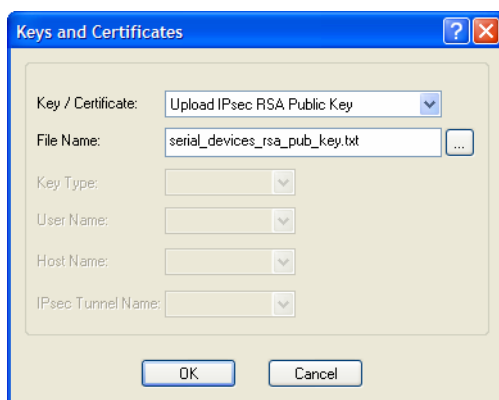 Keys and Certificates
Key / Certificate: Upload IPsec RSA Public Key
File Name: serial_devices_rsa_pub_key.txt ...
Key Type:
User Name:
Host Name:
IPsec Tunnel Name:
OK Cancel